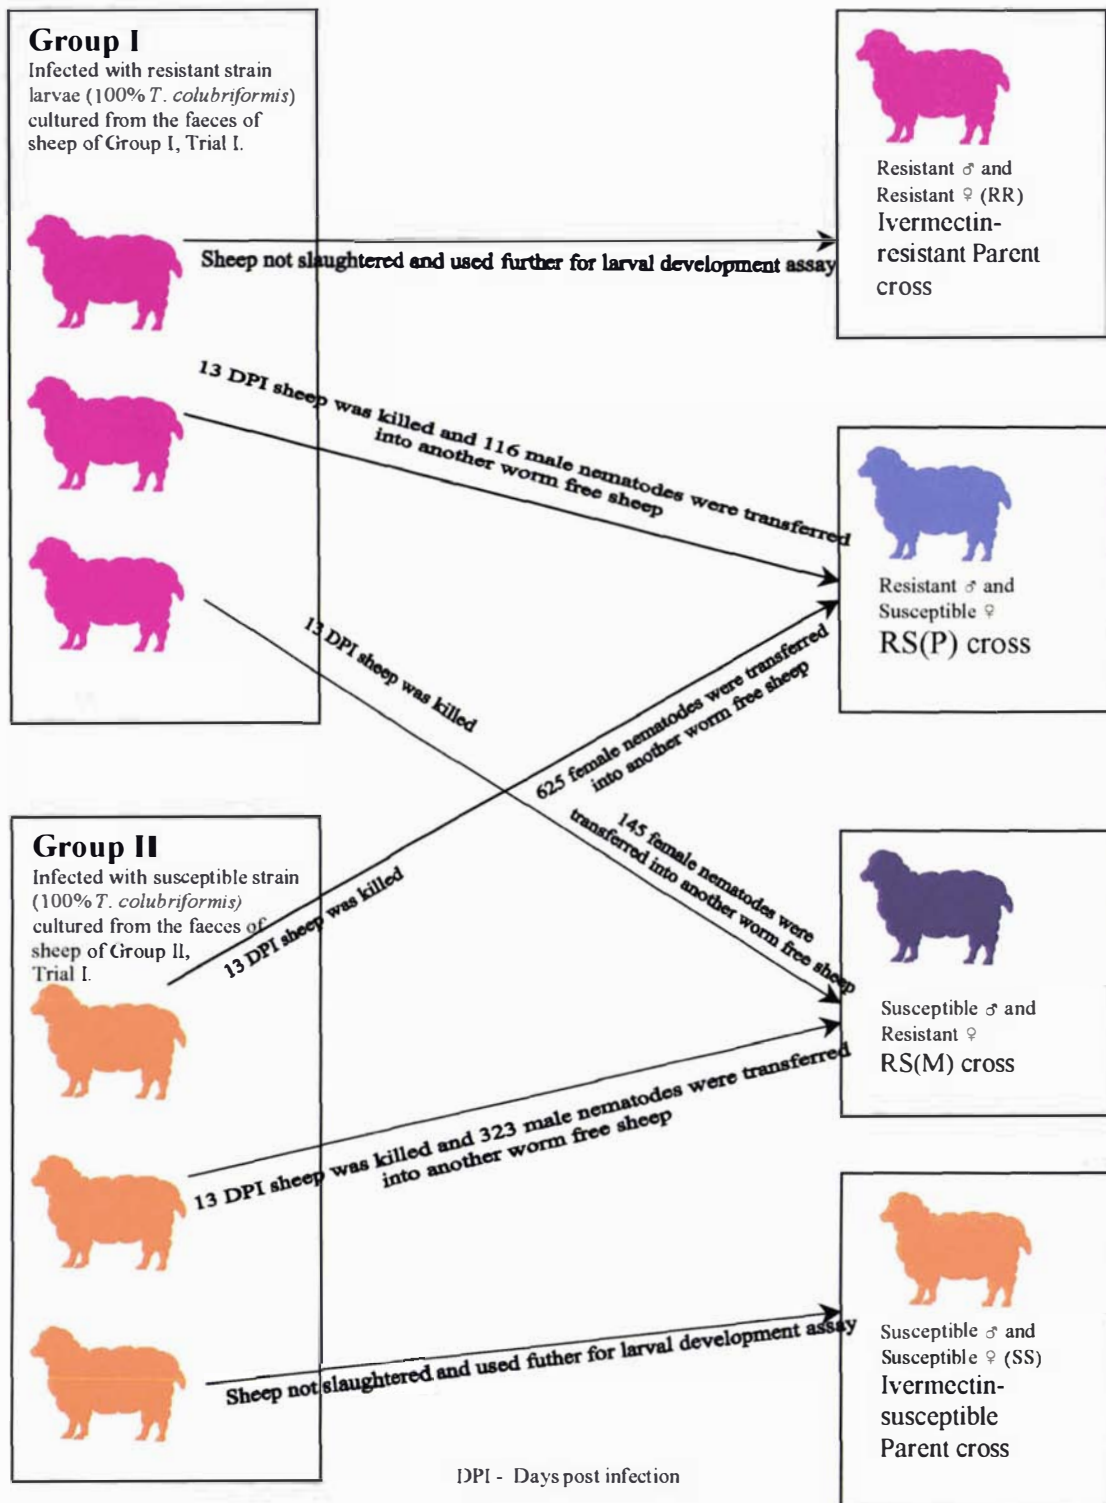 Group I
Infected with resistant strain
larvae (100% T. colubriformis)
cultured from the faeces of
sheep of Group I, Trial I.
Sheep not slaughtered and used further for larval development assay
Resistant ♂ and
Resistant ♀ (RR)
Ivermectin-
resistant Parent
cross
13 DPI sheep was killed and 116 male nematodes were transferred
into another worm free sheep
Resistant ♂ and
Susceptible ♀
RS(P) cross
13 DPI sheep was killed
625 female nematodes were transferred
into another worm free sheep
145 female nematodes were
transferred into another worm free sheep
Group II
Infected with susceptible strain
(100% T. colubriformis)
cultured from the faeces of
sheep of Group II,
Trial I.
13 DPI sheep was killed
Susceptible ♂ and
Resistant ♀
RS(M) cross
13 DPI sheep was killed and 323 male nematodes were transferred
into another worm free sheep
Sheep not slaughtered and used futher for larval development assay
Susceptible ♂ and
Susceptible ♀ (SS)
Ivermectin-
susceptible
Parent cross
DPI - Days post infection